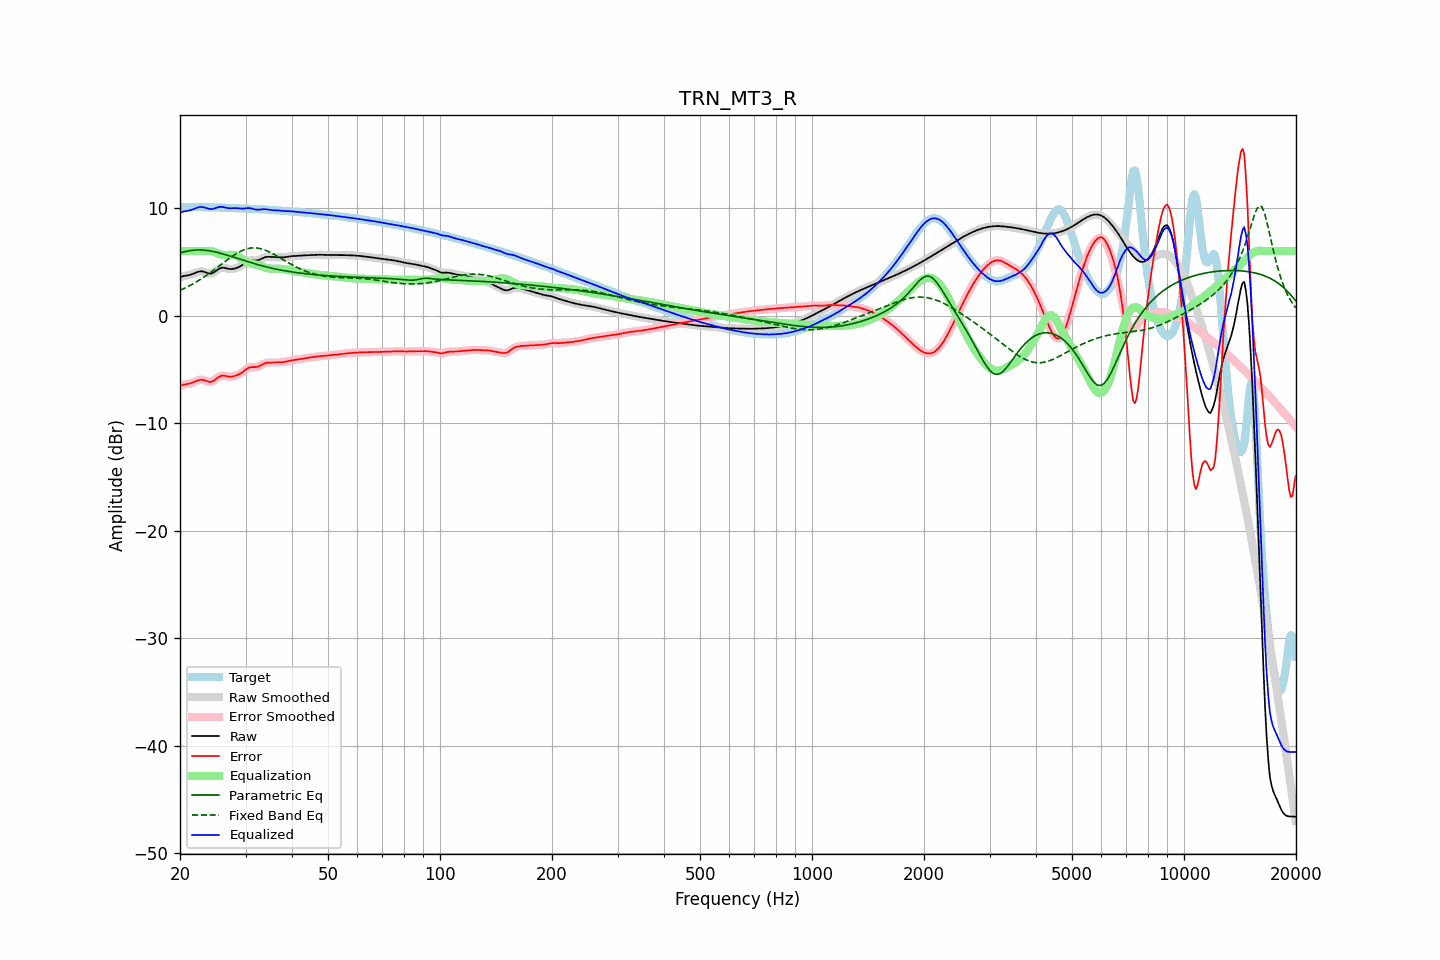 TRN_MT3_R
Amplitude (dBr)
10
0
−10
−20
−30
−40
−50
Target
Raw Smoothed
Error Smoothed
Raw
Error
Equalization
Parametric Eq
Fixed Band Eq
Equalized
20 50 100 200 500 1000 2000 5000 10000 20000
Frequency (Hz)